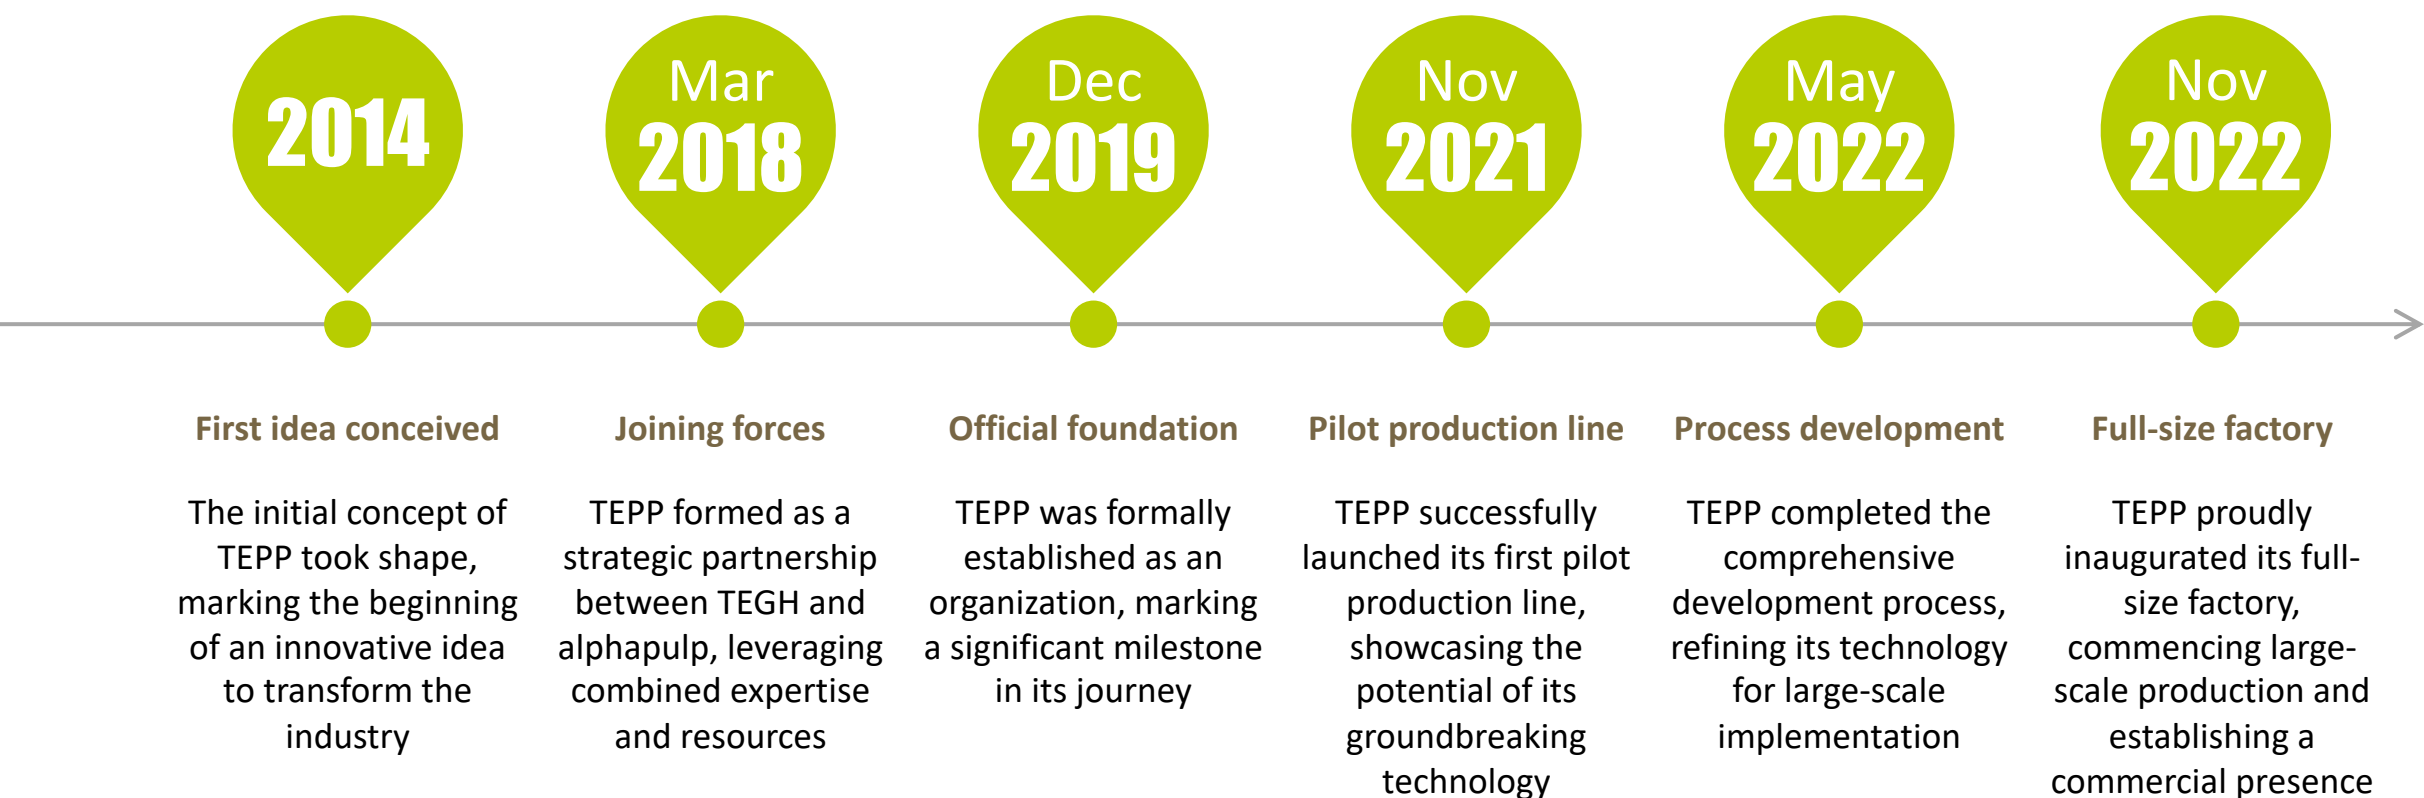 2014
Mar
2018
Dec
2019
Nov
2021
May
2022
Nov
2022
First idea conceived
The initial concept of
TEPP took shape,
marking the beginning
of an innovative idea
to transform the
industry
Joining forces
TEPP formed as a
strategic partnership
between TEGH and
alphapulp, leveraging
combined expertise
and resources
Official foundation
TEPP was formally
established as an
organization, marking
a significant milestone
in its journey
Pilot production line
TEPP successfully
launched its first pilot
production line,
showcasing the
potential of its
groundbreaking
technology
Process development
TEPP completed the
comprehensive
development process,
refining its technology
for large-scale
implementation
Full-size factory
TEPP proudly
inaugurated its full-
size factory,
commencing large-
scale production and
establishing a
commercial presence